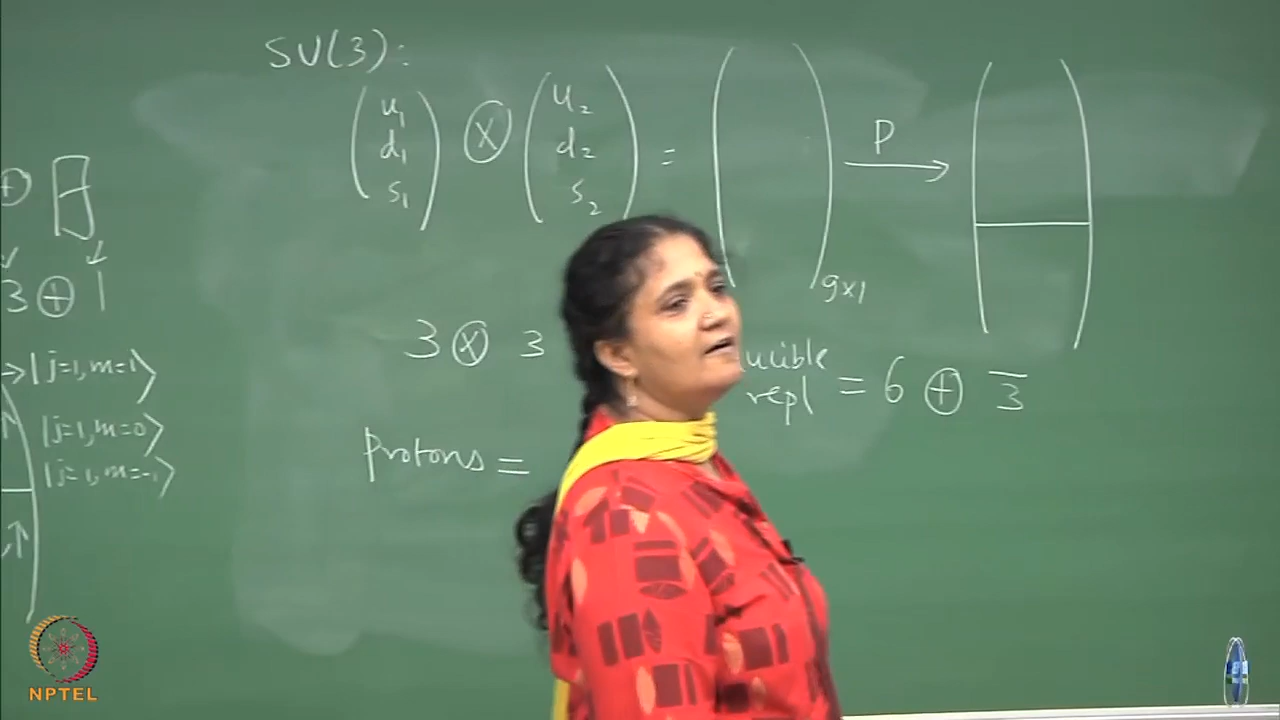 SU(3):
u1 d1 s1 ⊗ u2 d2 s2 = 9x1 P
3 ⊕ 1
3 ⊗ 3
repl = 6 ⊕ 3̅
|j=1,m=1⟩
|j=1,m=0⟩
|j=1,m=-1⟩
Protons =
NPTEL